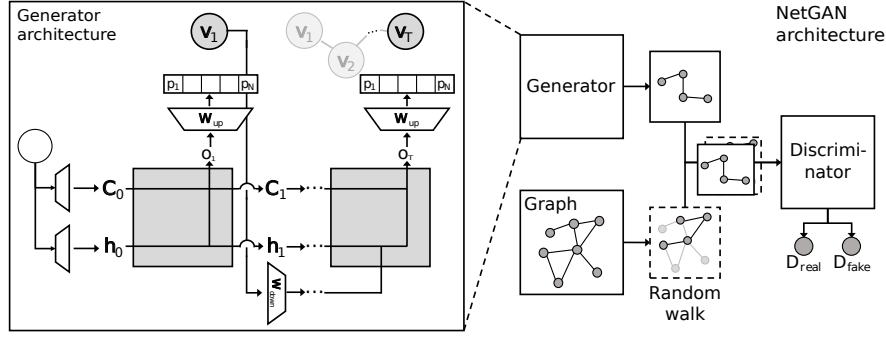 Generator
architecture
v1
v1
v2
vT
p1 pN
p1 pN
Wup
Wup
o1
oT
C0
C1
...
h0
h1
...
Wdown
...
NetGAN
architecture
Generator
Graph
Random
walk
Discrimi-
nator
Dreal
Dfake